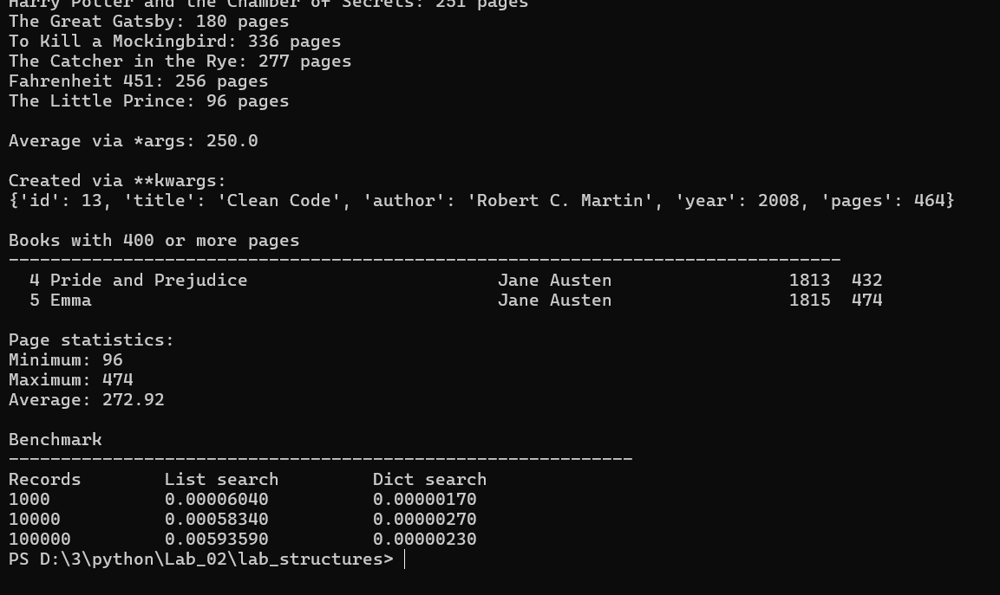 Harry Potter and the Chamber of Secrets: 251 pages
The Great Gatsby: 180 pages
To Kill a Mockingbird: 336 pages
The Catcher in the Rye: 277 pages
Fahrenheit 451: 256 pages
The Little Prince: 96 pages

Average via *args: 250.0

Created via **kwargs:
{'id': 13, 'title': 'Clean Code', 'author': 'Robert C. Martin', 'year': 2008, 'pages': 464}

Books with 400 or more pages
--------------------------------------------------------------------------------
  4 Pride and Prejudice                        Jane Austen                 1813  432
  5 Emma                                       Jane Austen                 1815  474

Page statistics:
Minimum: 96
Maximum: 474
Average: 272.92

Benchmark
------------------------------------------------------------
Records        List search         Dict search
1000           0.00006040          0.00000170
10000          0.00058340          0.00000270
100000         0.00593590          0.00000230
PS D:\3\python\Lab_02\lab_structures>